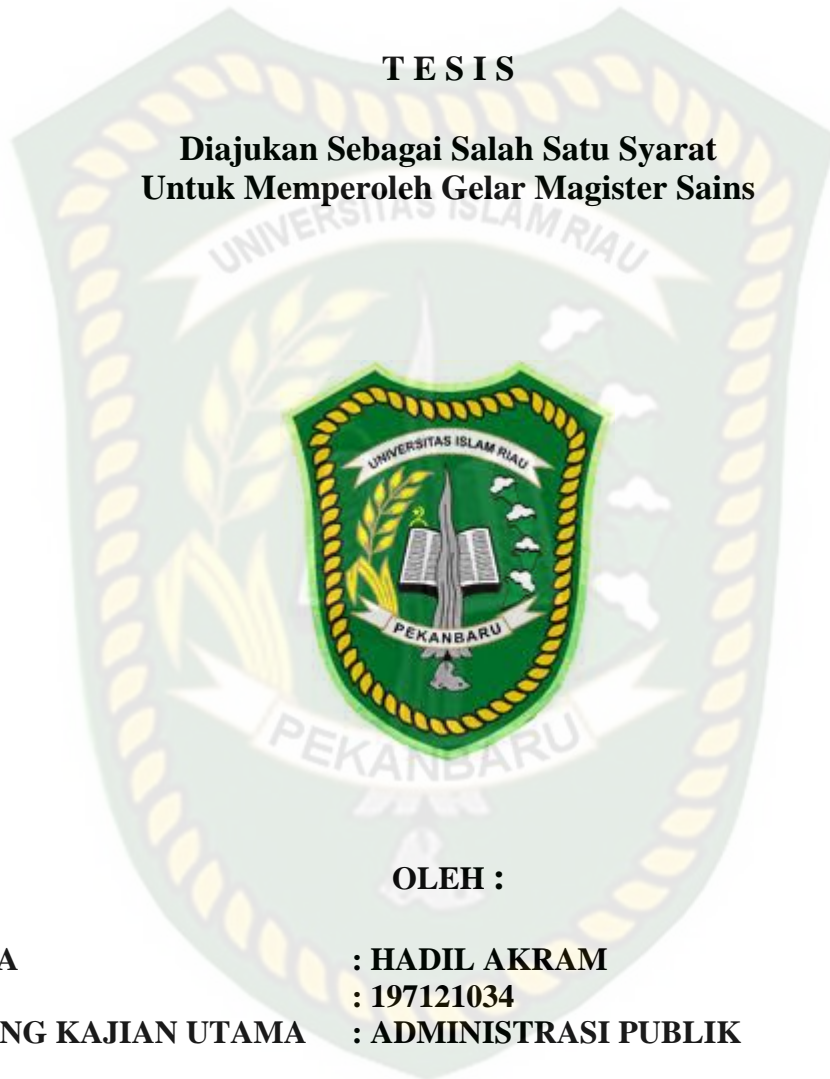 T E S I S
Diajukan Sebagai Salah Satu Syarat
Untuk Memperoleh Gelar Magister Sains
UNIVERSITAS ISLAM RIAU
UNIVERSITAS ISLAM RIAU
PEKANBARU
PEKANBARU
OLEH :
A : HADIL AKRAM
: 197121034
NG KAJIAN UTAMA : ADMINISTRASI PUBLIK